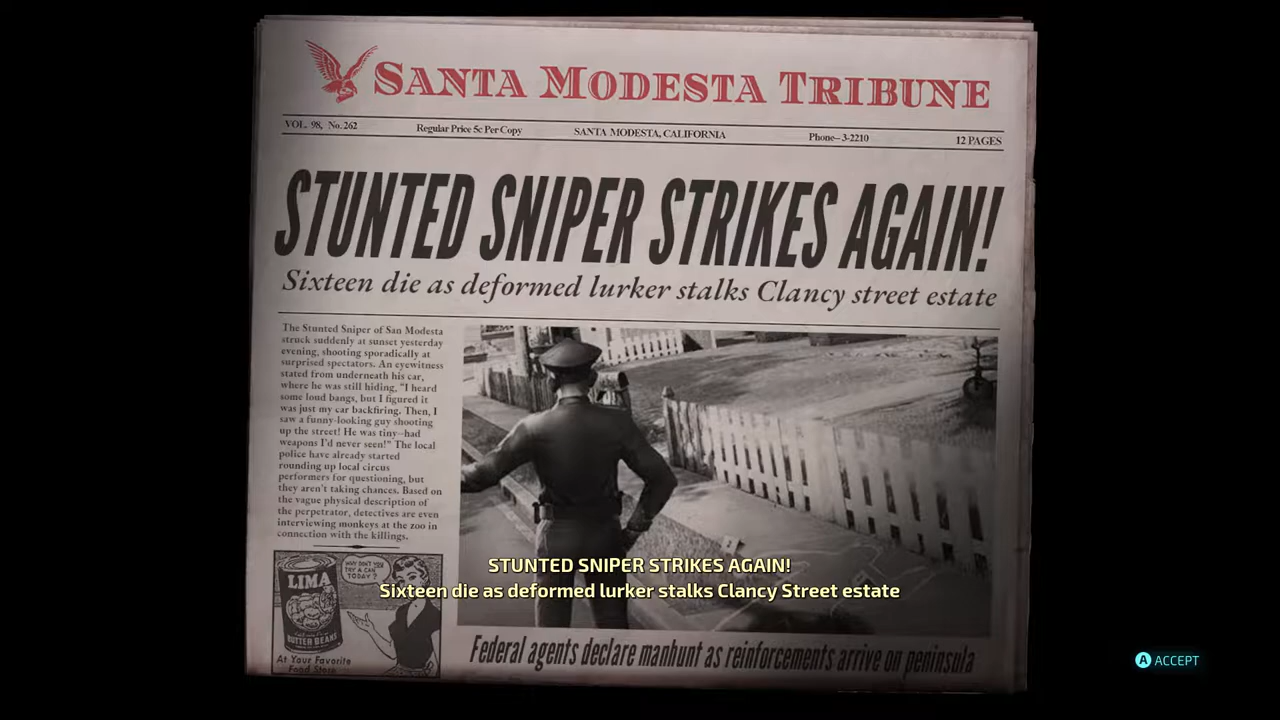 SANTA MODESTA TRIBUNE
VOL. 98, No. 262 Regular Price 5c Per Copy SANTA MODESTA, CALIFORNIA Phone–3-2210 12 PAGES
STUNTED SNIPER STRIKES AGAIN!
Sixteen die as deformed lurker stalks Clancy street estate
The Stunted Sniper of San Modesta
struck suddenly at sunset yesterday
evening, shooting sporadically at
surprised spectators. An eyewitness
stated from underneath his car,
where he was still hiding, "I heard
some loud bangs, but I figured it
was just my car backfiring. Then, I
saw a funny-looking guy shooting
up the street! He was tiny—had
weapons I'd never seen!" The local
police have already started
rounding up local circus
performers for questioning, but
they aren't taking chances. Based on
the vague physical description of
the perpetrator, detectives are even
interviewing monkeys at the zoo in
connection with the killings.
WHY DON'T YOU
TRY A CAN
TODAY?
LIMA
BUTTER BEANS
At Your Favorite
Food Store
STUNTED SNIPER STRIKES AGAIN!
Sixteen die as deformed lurker stalks Clancy Street estate
Federal agents declare manhunt as reinforcements arrive on peninsula
A ACCEPT